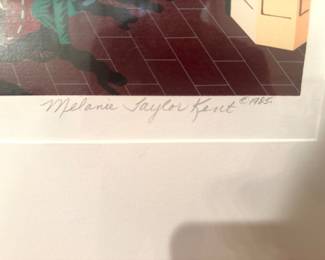 Melanie Taylor Kent © 1985.